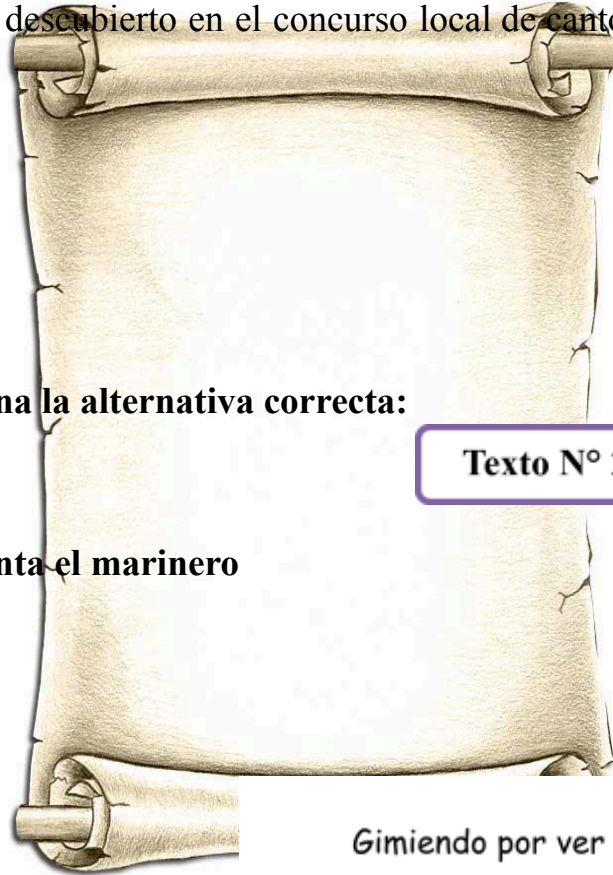 descubierto en el concurso local de canto
na la alternativa correcta:
Texto N°
nta el marinero
Gimiendo por ver